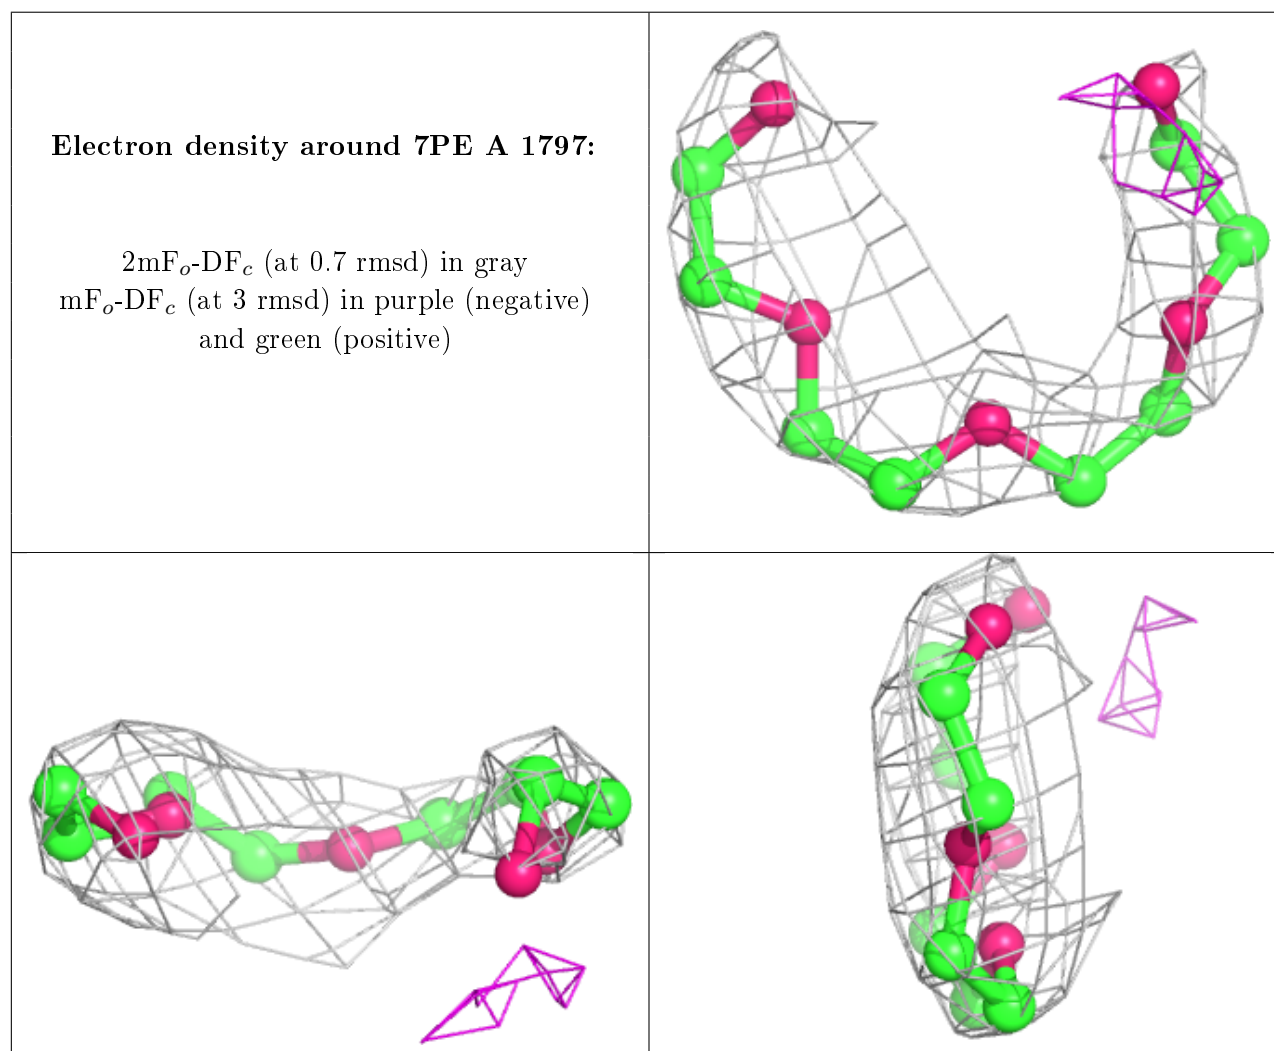 Electron density around 7PE A 1797:
2mFo-DFc (at 0.7 rmsd) in gray
mFo-DFc (at 3 rmsd) in purple (negative)
and green (positive)